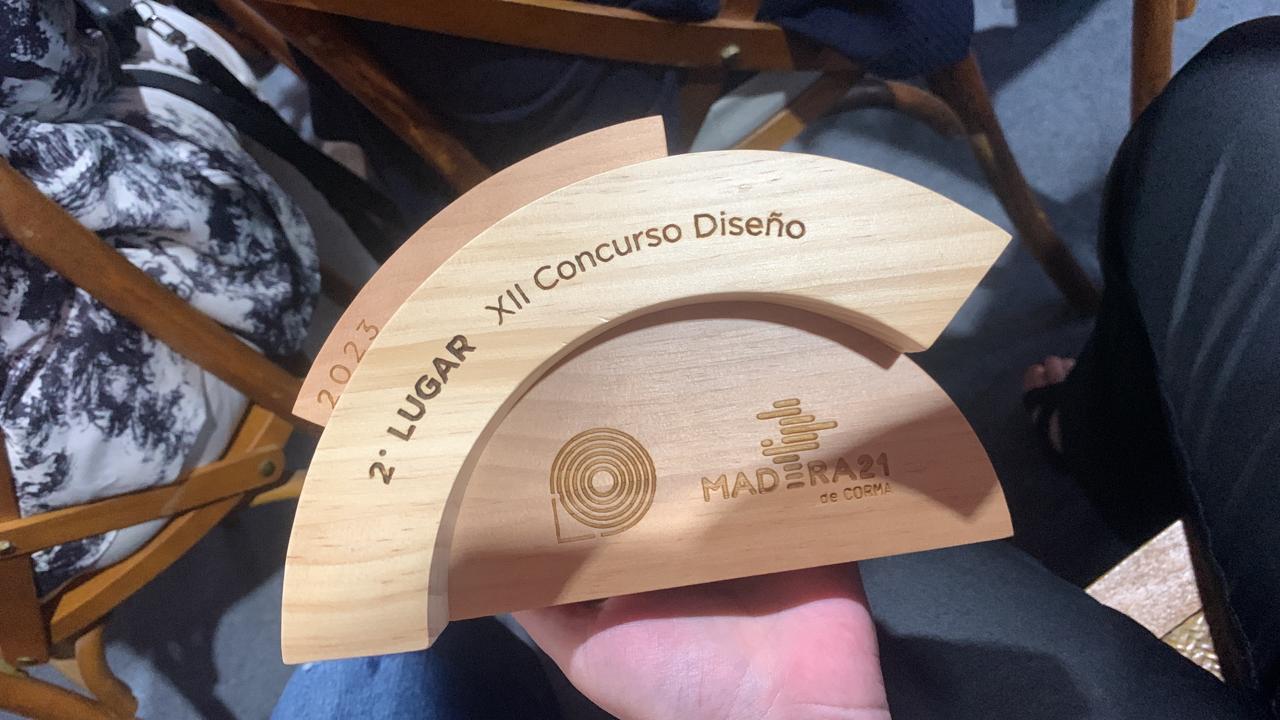 2023
2° LUGAR XII Concurso Diseño
MADERA21
de CORMA